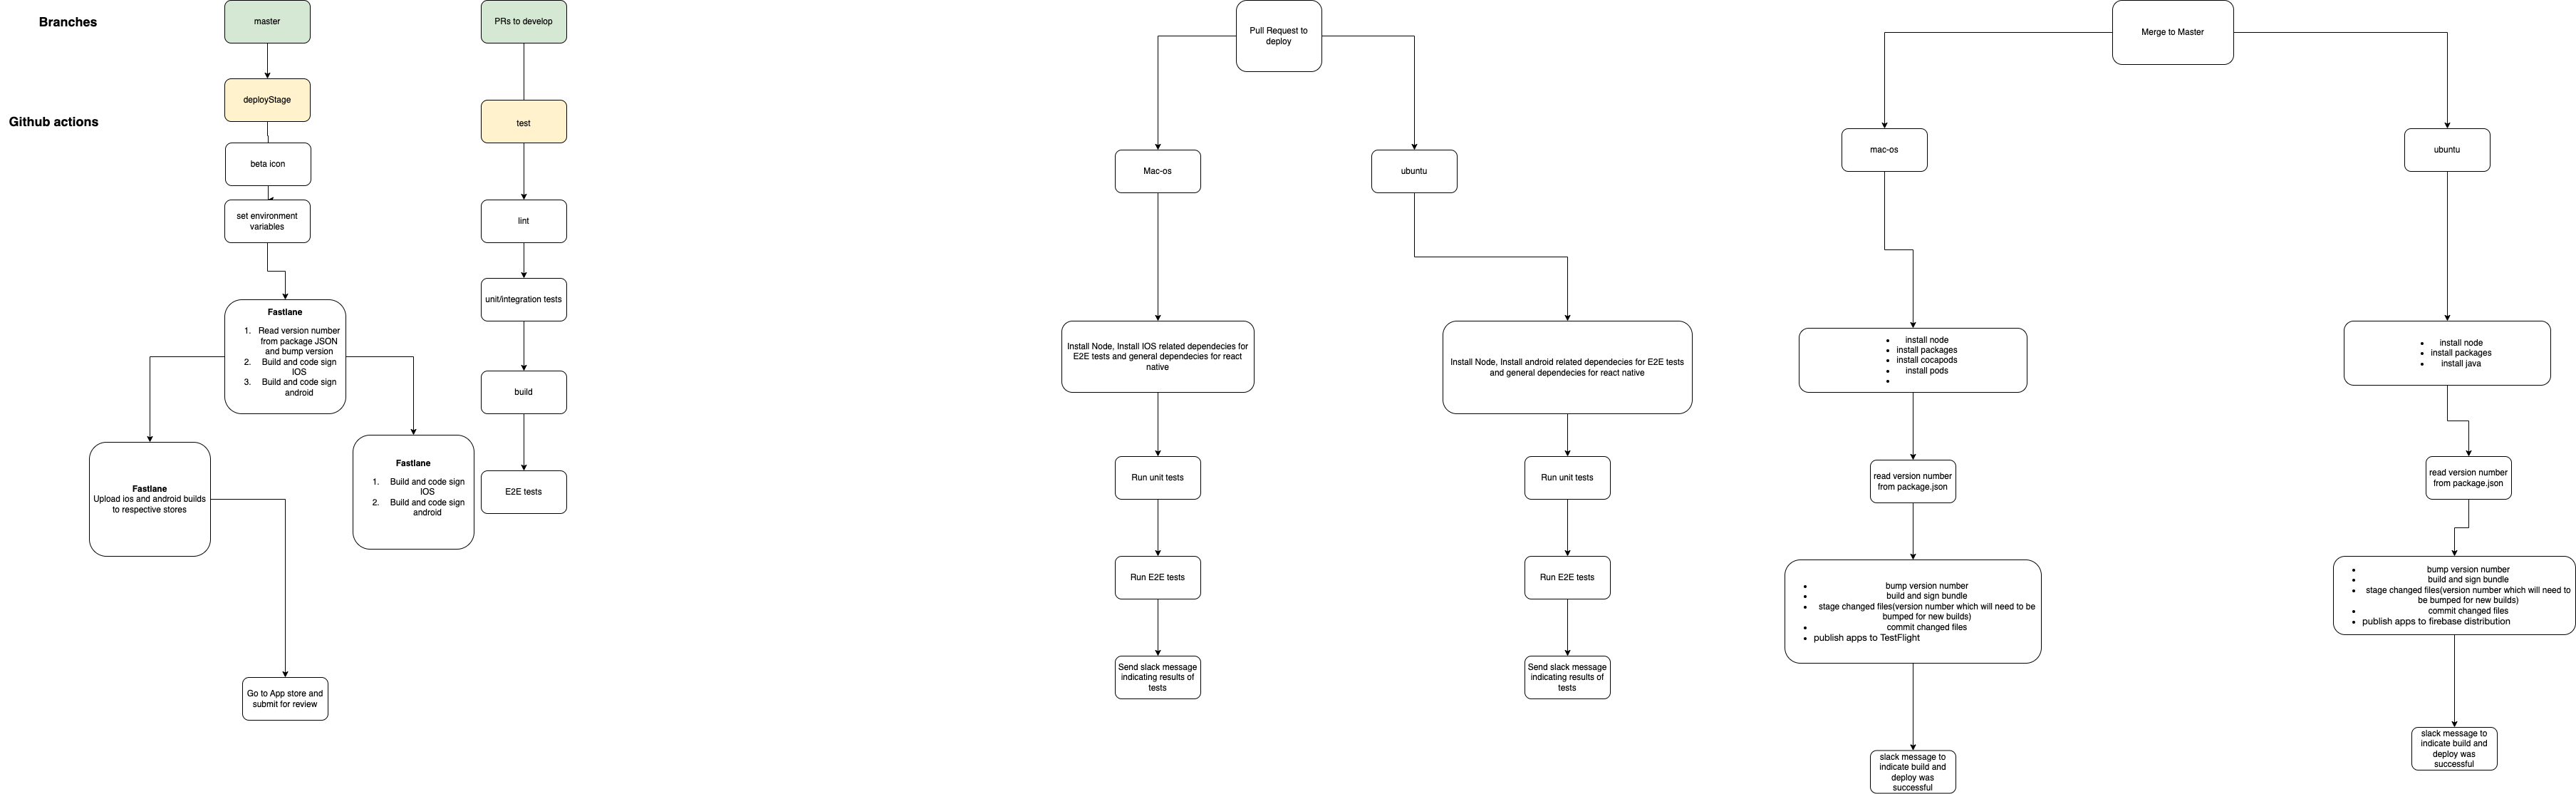 Branches
master
PRs to develop
Github actions
deployStage
test
beta icon
set environment
variables
lint
unit/integration tests
Fastlane
1. Read version number
from package JSON
and bump version
2. Build and code sign
IOS
3. Build and code sign
android
build
Fastlane
Upload ios and android builds
to respective stores
Fastlane
1. Build and code sign
IOS
2. Build and code sign
android
E2E tests
Go to App store and
submit for review
Pull Request to
deploy
Mac-os
ubuntu
Install Node, Install IOS related dependecies for
E2E tests and general dependecies for react
native
Install Node, Install android related dependecies for E2E tests
and general dependecies for react native
Run unit tests
Run unit tests
Run E2E tests
Run E2E tests
Send slack message
indicating results of
tests
Send slack message
indicating results of
tests
Merge to Master
mac-os
ubuntu
• install node
• install packages
• install cocapods
• install pods
•
• install node
• install packages
• install java
read version number
from package.json
read version number
from package.json
• bump version number
• build and sign bundle
• stage changed files(version number which will need to be
bumped for new builds)
• commit changed files
• publish apps to TestFlight
• bump version number
• build and sign bundle
• stage changed files(version number which will need to
be bumped for new builds)
• commit changed files
• publish apps to firebase distribution
slack message to
indicate build and
deploy was
successful
slack message to
indicate build and
deploy was
successful